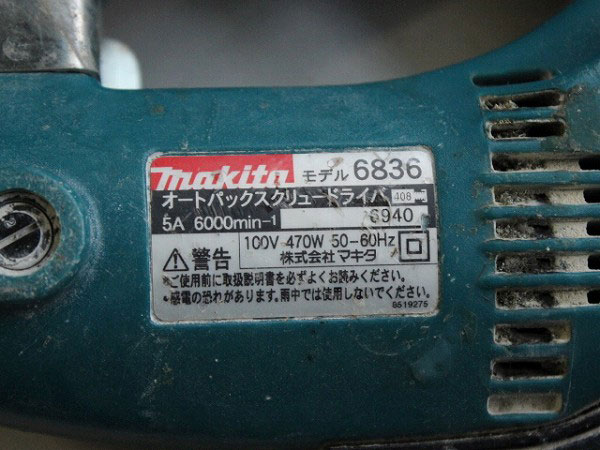 makita モデル 6836
オートパックスクリュードライバ 408
5A 6000min-1 6940
100V 470W 50-60Hz
株式会社 マキタ
警告
・ご使用前に取扱説明書を必ずよくお読みください。
・感電の恐れがあります。雨中では使用しないでください。
8519275